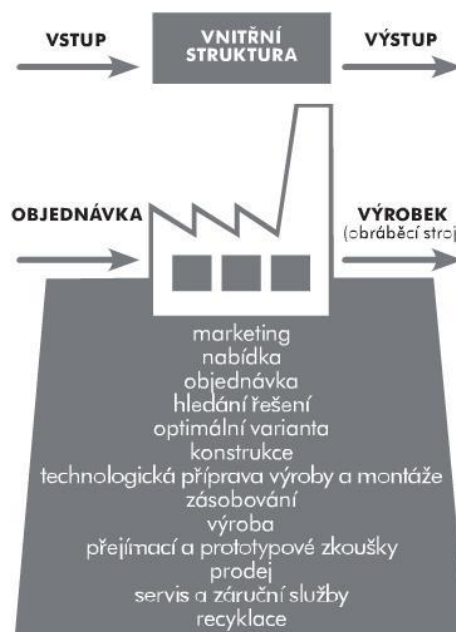 VSTUP
VNITŘNÍ
STRUKTURA
VÝSTUP
OBJEDNÁVKA
VÝROBEK
(obráběcí stroj
marketing
nabídka
objednávka
hledání řešení
optimální varianta
konstrukce
technologická příprava výroby a montáže
zásobování
výroba
přejímací a prototypové zkoušky
prodej
servis a záruční služby
recyklace